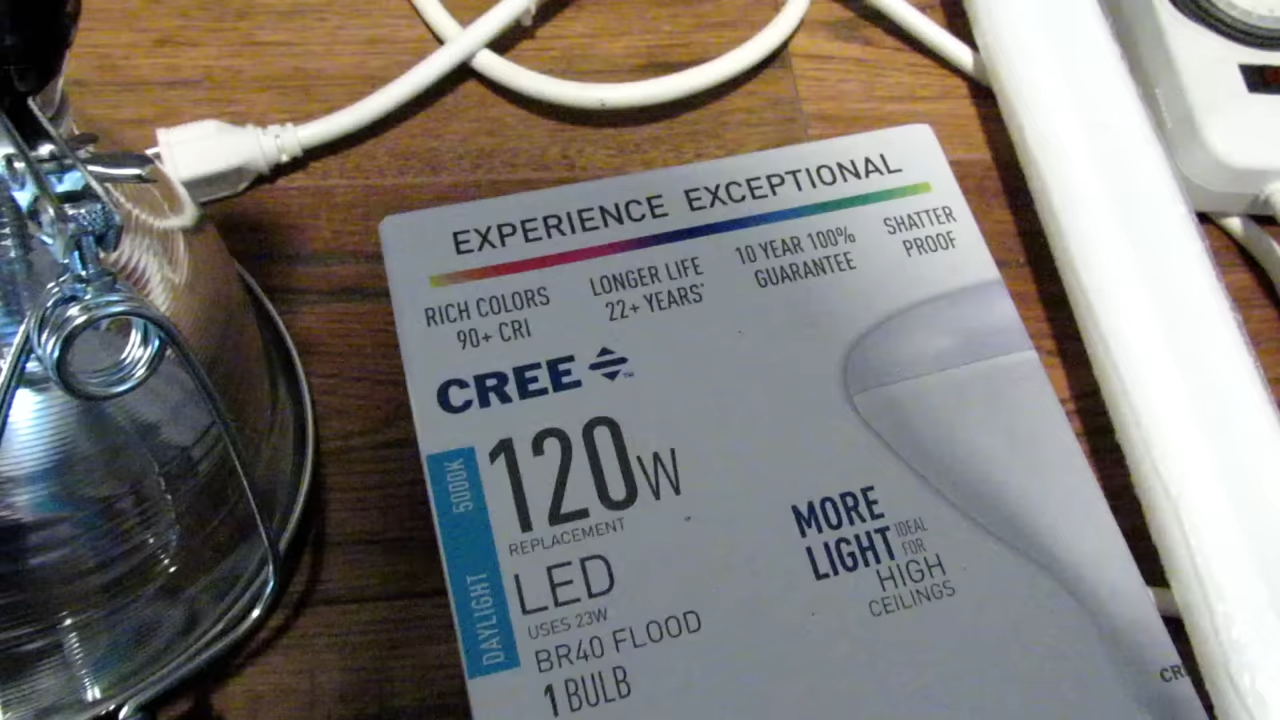 EXPERIENCE EXCEPTIONAL
RICH COLORS
90+ CRI
LONGER LIFE
22+ YEARS*
10 YEAR 100%
GUARANTEE
SHATTER
PROOF
CREE™
5000K
DAYLIGHT
120W
REPLACEMENT
LED
USES 23W
BR40 FLOOD
1 BULB
MORE
LIGHT
IDEAL
FOR
HIGH
CEILINGS